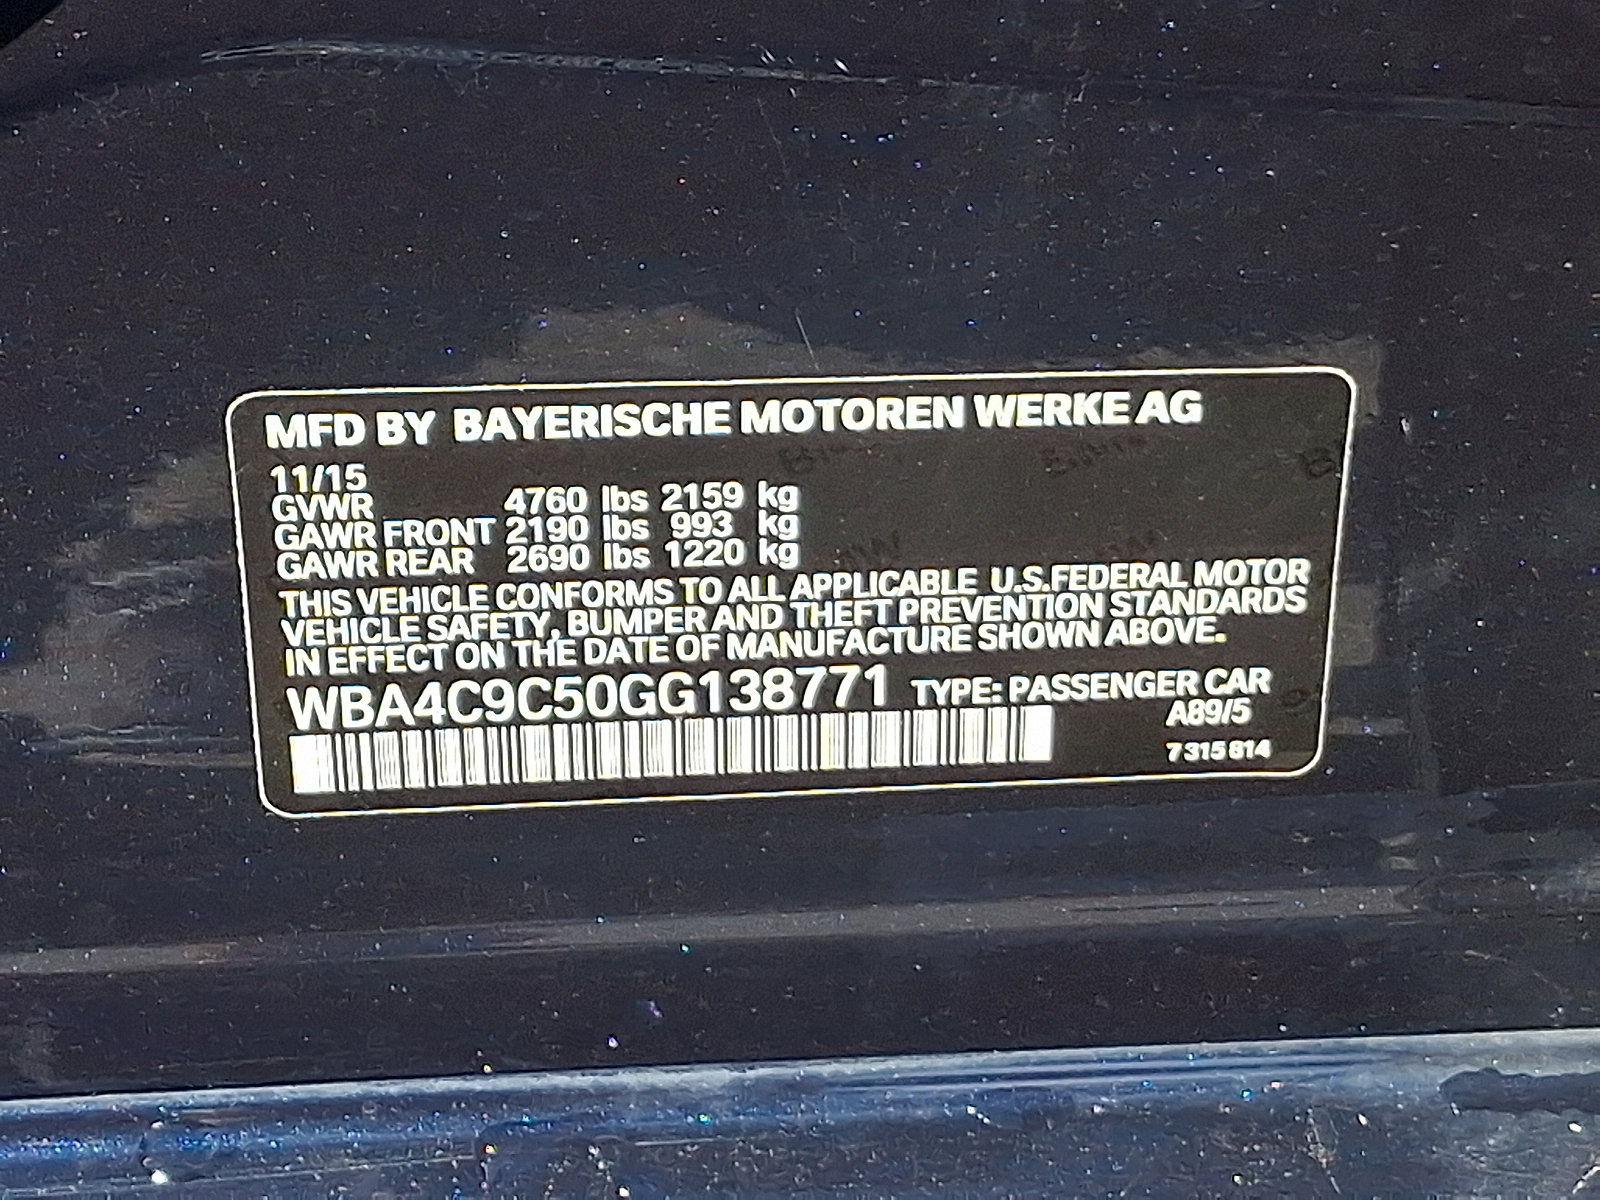 MFD BY BAYERISCHE MOTOREN WERKE AG
11/15
GVWR 4760 lbs 2159 kg
GAWR FRONT 2190 lbs 993 kg
GAWR REAR 2690 lbs 1220 kg
THIS VEHICLE CONFORMS TO ALL APPLICABLE U.S.FEDERAL MOTOR
VEHICLE SAFETY, BUMPER AND THEFT PREVENTION STANDARDS
IN EFFECT ON THE DATE OF MANUFACTURE SHOWN ABOVE.
WBA4C9C50GG138771 TYPE: PASSENGER CAR
A89/5
7 315 814